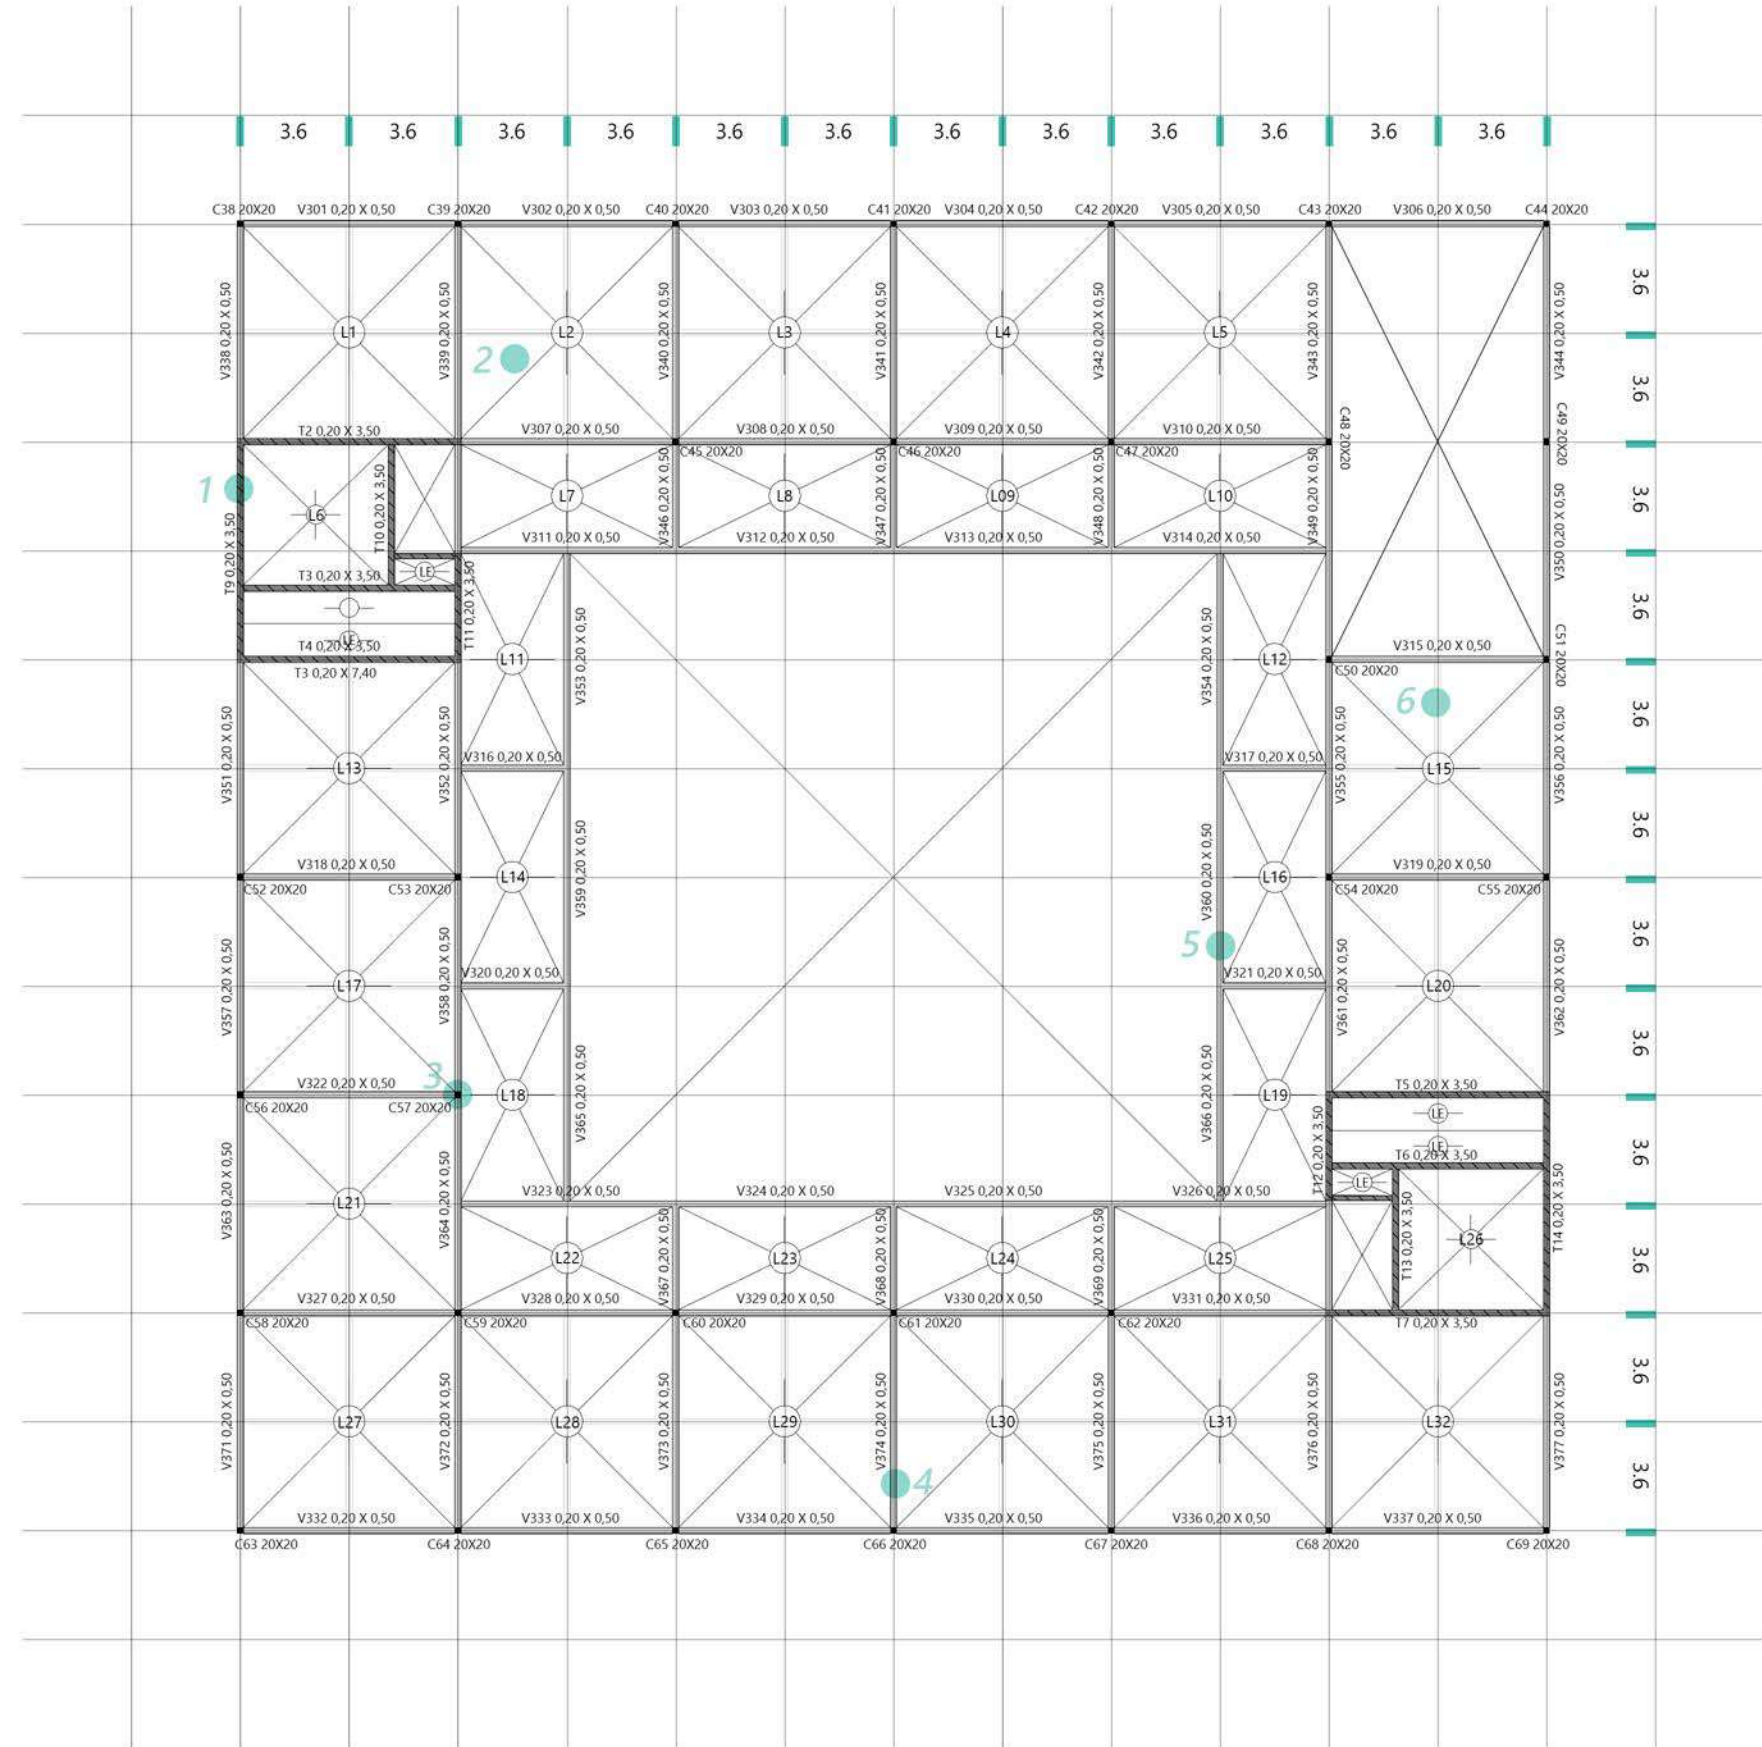 3.6 3.6 3.6 3.6 3.6 3.6 3.6 3.6 3.6 3.6 3.6 3.6
C38 20X20 V301 0,20 X 0,50 C39 20X20 V302 0,20 X 0,50 C40 20X20 V303 0,20 X 0,50 C41 20X20 V304 0,20 X 0,50 C42 20X20 V305 0,20 X 0,50 C43 20X20 V306 0,20 X 0,50 C44 20X20
3.6
V338 0,20 X 0,50 L1 V339 0,20 X 0,50 L2 V340 0,20 X 0,50 L3 V341 0,20 X 0,50 L4 V342 0,20 X 0,50 L5 V343 0,20 X 0,50 V344 0,20 X 0,50
2
3.6
T2 0,20 X 3,50 V307 0,20 X 0,50 V308 0,20 X 0,50 V309 0,20 X 0,50 V310 0,20 X 0,50 C48 20X20 C49 20X20
C45 20X20 C46 20X20 C47 20X20
1
L6 T10 0,20 X 3,50 L7 V346 0,20 X 0,50 L8 V347 0,20 X 0,50 L09 V348 0,20 X 0,50 L10 V349 0,20 X 0,50 V350 0,20 X 0,50 3.6
V311 0,20 X 0,50 V312 0,20 X 0,50 V313 0,20 X 0,50 V314 0,20 X 0,50
T9 0,20 X 3,50 T3 0,20 X 3,50 LE T11 0,20 X 3,50
3.6
LE
T4 0,20 X 3,50 V315 0,20 X 0,50 C51 20X20
V353 0,20 X 0,50 L11 V354 0,20 X 0,50 L12
T3 0,20 X 7,40 C50 20X20
6
3.6
V351 0,20 X 0,50 L13 V352 0,20 X 0,50 V316 0,20 X 0,50 V317 0,20 X 0,50 V355 0,20 X 0,50 L15 V356 0,20 X 0,50
3.6
V318 0,20 X 0,50 V319 0,20 X 0,50
L14 V359 0,20 X 0,50 V390 0,20 X 0,50 L16
C52 20X20 C53 20X20 C54 20X20 C55 20X20
5
3.6
V320 0,20 X 0,50 V321 0,20 X 0,50
V357 0,20 X 0,50 L17 V358 0,20 X 0,50 V361 0,20 X 0,50 L20 V362 0,20 X 0,50
3.6
3
V322 0,20 X 0,50 T5 0,20 X 3,50
L18 V365 0,20 X 0,50 V396 0,20 X 0,50 L19
C56 20X20 C57 20X20 LE
T12 0,20 X 3,50 LE 3.6
T6 0,20 X 3,50
LE
V323 0,20 X 0,50 V324 0,20 X 0,50 V325 0,20 X 0,50 V326 0,20 X 0,50
V363 0,20 X 0,50 L21 V364 0,20 X 0,50 T14 0,20 X 3,50
L22 V367 0,20 X 0,50 L23 V368 0,20 X 0,50 L24 V369 0,20 X 0,50 L25 T13 0,20 X 3,50 L26 3.6
V327 0,20 X 0,50 V328 0,20 X 0,50 V329 0,20 X 0,50 V330 0,20 X 0,50 V331 0,20 X 0,50
C58 20X20 C59 20X20 C60 20X20 C61 20X20 C62 20X20 T7 0,20 X 3,50
3.6
V371 0,20 X 0,50 L27 V372 0,20 X 0,50 L28 V373 0,20 X 0,50 L29 V374 0,20 X 0,50 L30 V375 0,20 X 0,50 L31 V376 0,20 X 0,50 L32 V377 0,20 X 0,50
4
3.6
V332 0,20 X 0,50 V333 0,20 X 0,50 V334 0,20 X 0,50 V335 0,20 X 0,50 V336 0,20 X 0,50 V337 0,20 X 0,50
C63 20X20 C64 20X20 C65 20X20 C66 20X20 C67 20X20 C68 20X20 C69 20X20